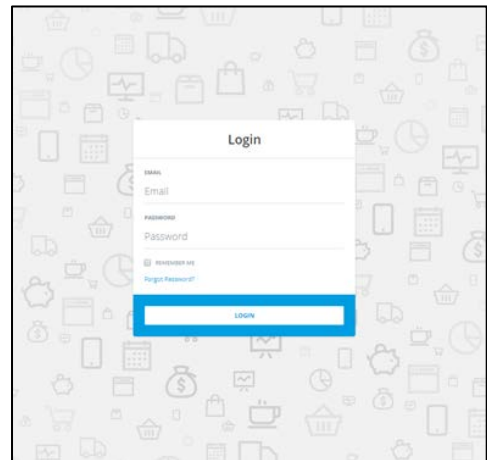 Login
EMAIL
Email
PASSWORD
Password
REMEMBER ME
Forgot Password?
LOGIN